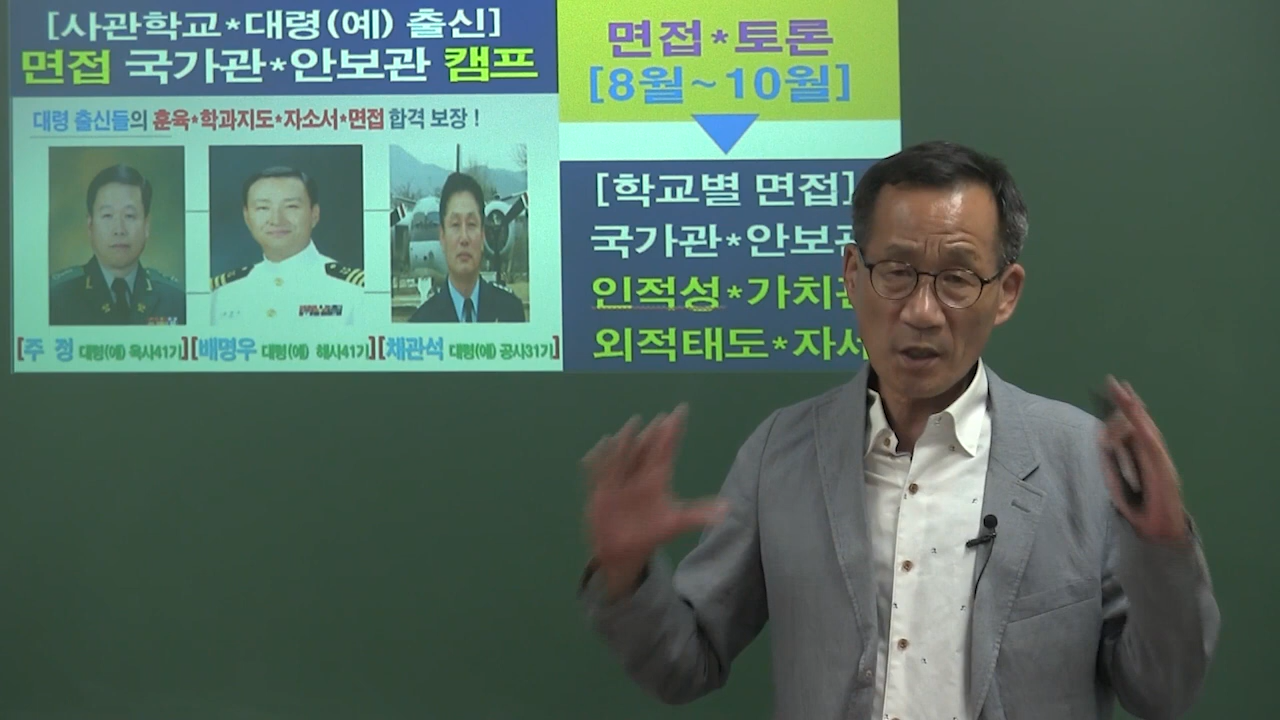 [사관학교*대령(예) 출신]
면접 국가관*안보관 캠프
대령 출신들의 훈육*학과지도*자소서*면접 합격 보장 !
[주 정 대령(예) 육사41기][배명우 대령(예) 해사41기][채관석 대령(예) 공사31기]
면접*토론
[8월~10월]
[학교별 면접]
국가관*안보관
인적성*가치관
외적태도*자세